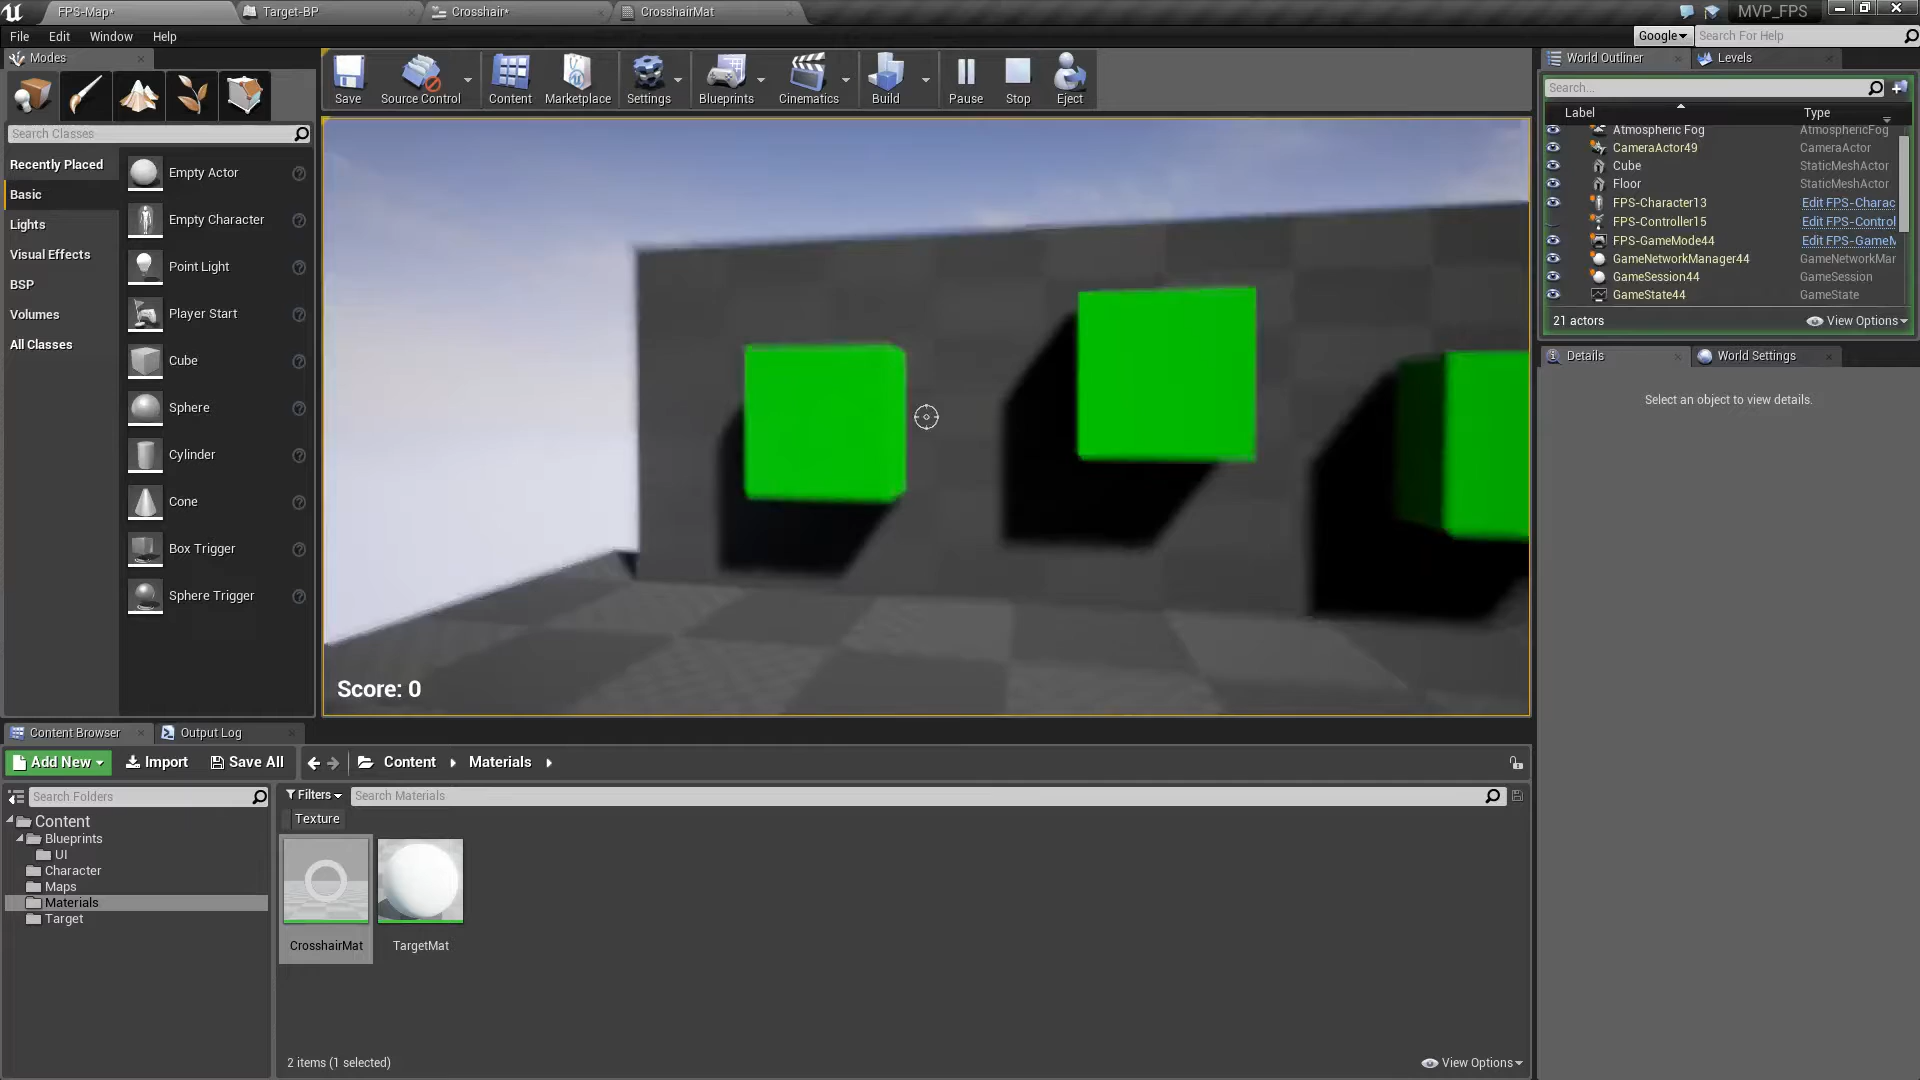 FPS-Map*
Target-BP
Crosshair*
CrosshairMat
MVP_FPS
File Edit Window Help
Google
Search For Help
Modes
Search Classes
Recently Placed
Basic
Lights
Visual Effects
BSP
Volumes
All Classes
Empty Actor
Empty Character
Point Light
Player Start
Cube
Sphere
Cylinder
Cone
Box Trigger
Sphere Trigger
Save
Source Control
Content
Marketplace
Settings
Blueprints
Cinematics
Build
Pause
Stop
Eject
Score: 0
World Outliner
Levels
Search...
Label Type
Atmospheric Fog AtmosphericFog
CameraActor49 CameraActor
Cube StaticMeshActor
Floor StaticMeshActor
FPS-Character13 Edit FPS-Charac
FPS-Controller15 Edit FPS-Control
FPS-GameMode44 Edit FPS-GameM
GameNetworkManager44 GameNetworkMar
GameSession44 GameSession
GameState44 GameState
21 actors
View Options
Details
World Settings
Select an object to view details.
Content Browser
Output Log
Add New
Import
Save All
Content
Materials
Search Folders
Content
Blueprints
UI
Character
Maps
Materials
Target
Filters
Search Materials
Texture
CrosshairMat
TargetMat
2 items (1 selected)
View Options